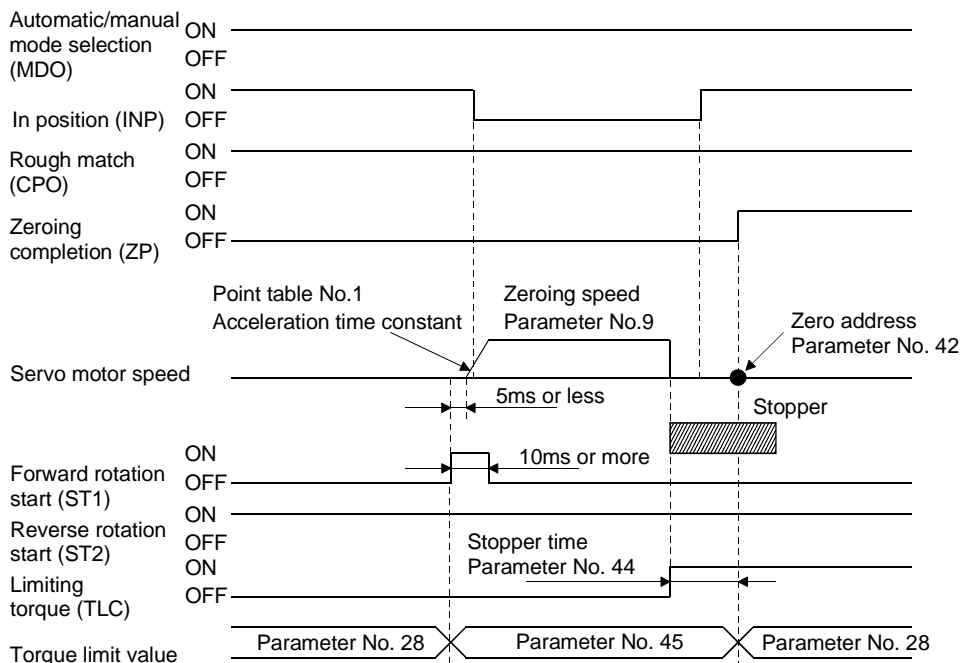 Automatic/manual
mode selection
(MDO)
ON
OFF
In position (INP)
ON
OFF
Rough match
(CPO)
ON
OFF
Zeroing
completion (ZP)
ON
OFF
Point table No.1
Acceleration time constant
Zeroing speed
Parameter No.9
Zero address
Parameter No. 42
Servo motor speed
5ms or less
Stopper
Forward rotation
start (ST1)
ON
OFF
10ms or more
Reverse rotation
start (ST2)
ON
OFF
Stopper time
Parameter No. 44
Limiting
torque (TLC)
ON
OFF
Torque limit value
Parameter No. 28
Parameter No. 45
Parameter No. 28